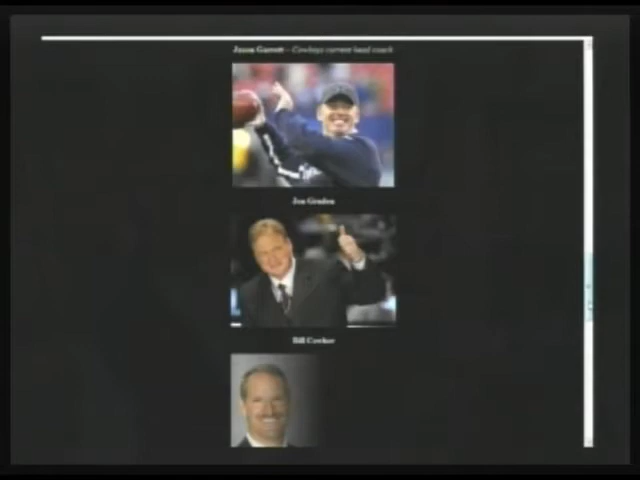 Jason Garrett – Cowboys current head coach
Jon Gruden
Bill Cowher